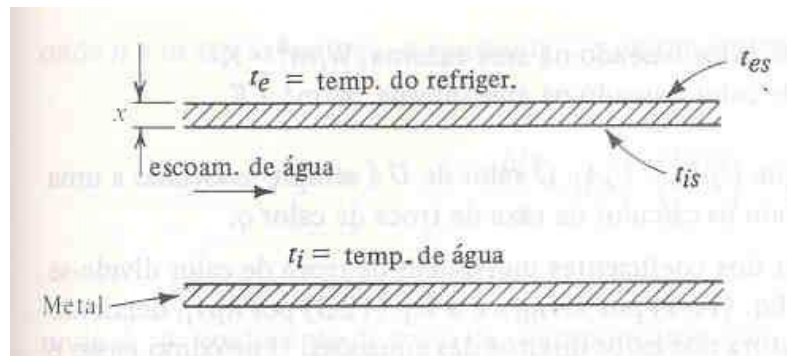 t_e = temp. do refriger.
t_es
x
escoam. de água
t_is
t_i = temp. de água
Metal